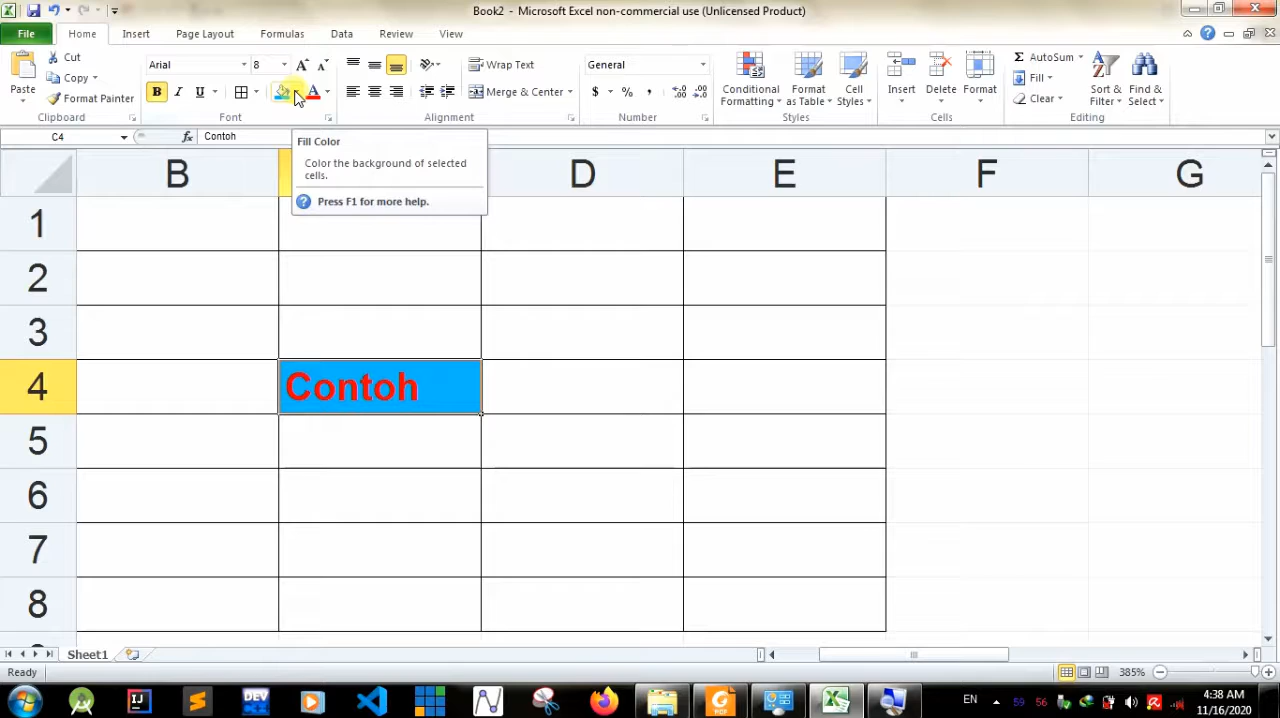 Book2 - Microsoft Excel non-commercial use (Unlicensed Product)
File Home Insert Page Layout Formulas Data Review View
Paste
Cut
Copy
Format Painter
Clipboard
Arial 8
B I U
Font
Wrap Text
Merge & Center
Alignment
General
$ % ,
Number
Conditional Formatting
Format as Table
Cell Styles
Styles
Insert Delete Format
Cells
AutoSum
Fill
Clear
Sort & Filter
Find & Select
Editing
C4 fx Contoh
Fill Color
Color the background of selected
cells.
Press F1 for more help.
B D E F G
1
2
3
4 Contoh
5
6
7
8
Sheet1
Ready 385%
DEV EN 59 56 4:38 AM
11/16/2020